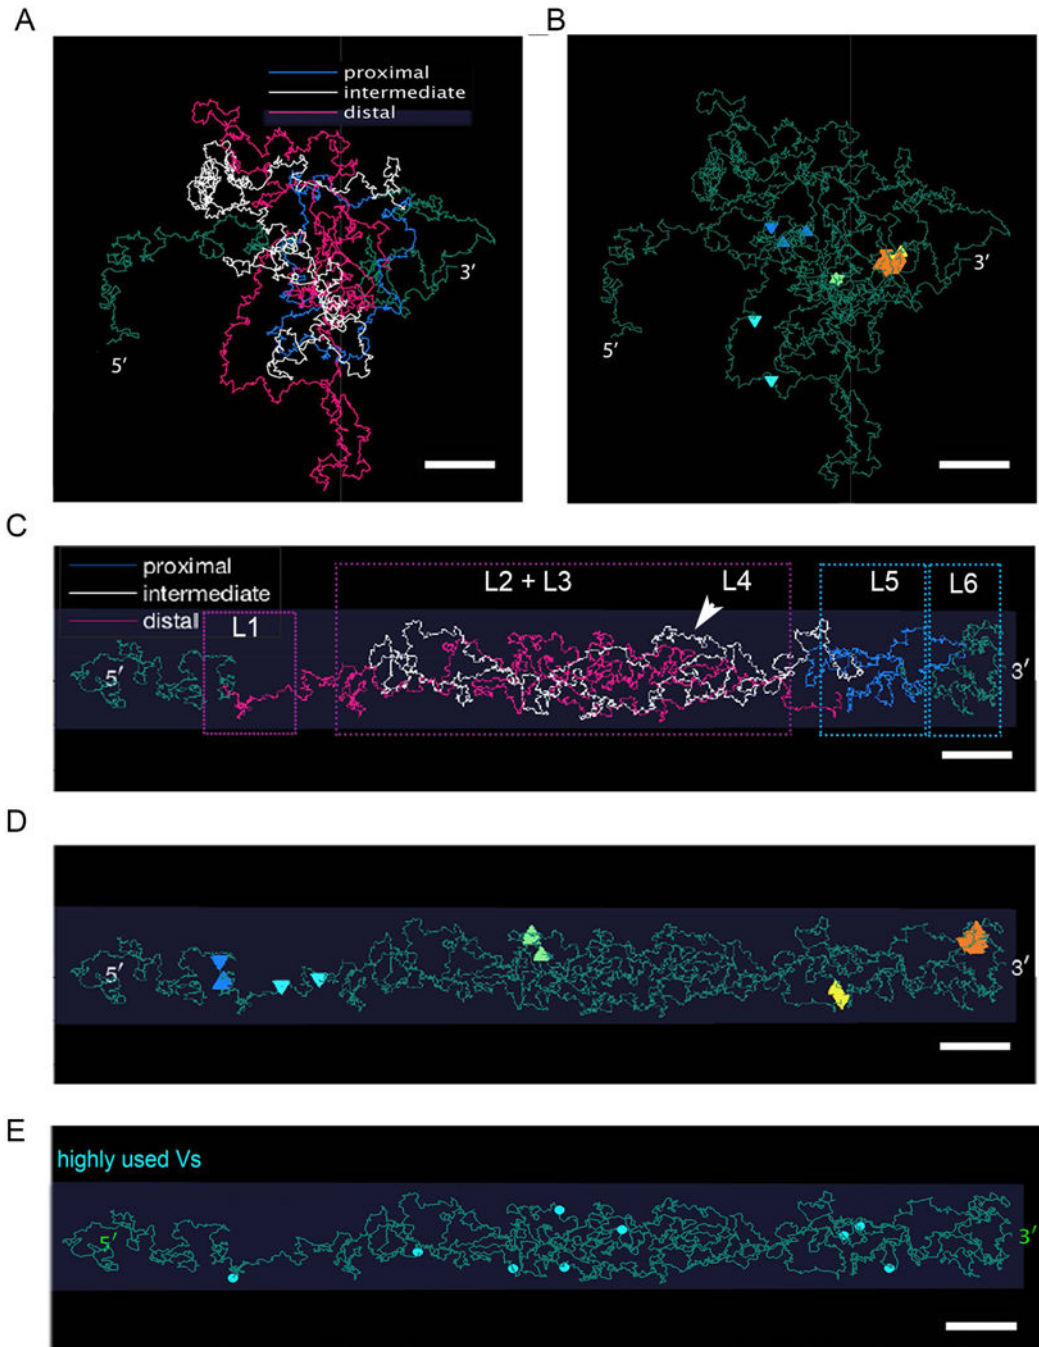 A
B
proximal
intermediate
distal
3'
5'
3'
5'
C
proximal
intermediate
distal
L1
L2 + L3
L4
L5
L6
5'
3'
D
5'
3'
E
highly used Vs
5'
3'